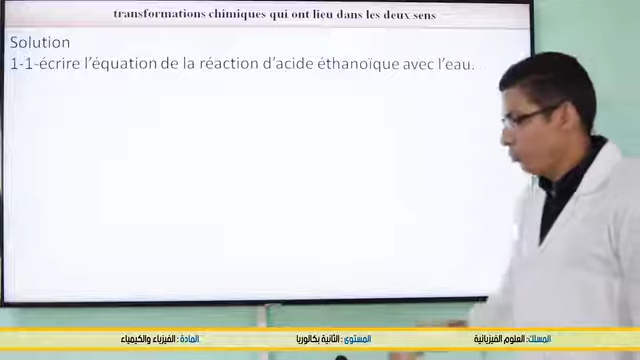 transformations chimiques qui ont lieu dans les deux sens
Solution
1-1-écrire l'équation de la réaction d'acide éthanoïque avec l'eau.
المسلك: العلوم الفيزيائية
المستوى: الثانية بكالوريا
المادة: الفيزياء والكيمياء